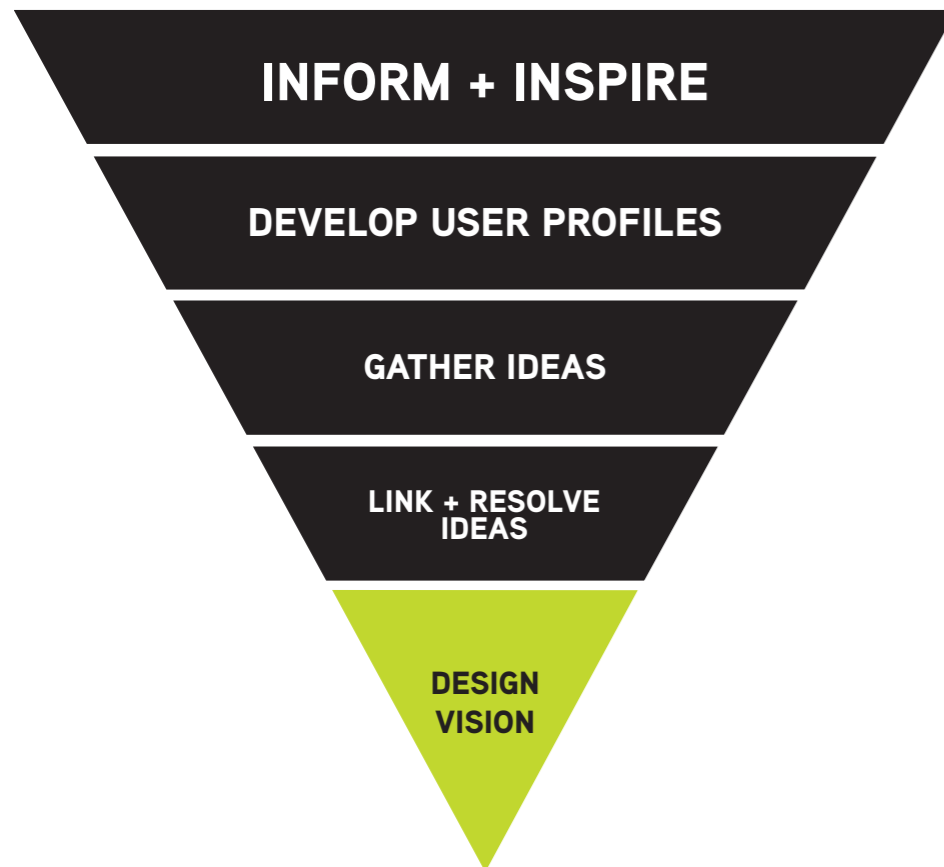 INFORM + INSPIRE
DEVELOP USER PROFILES
GATHER IDEAS
LINK + RESOLVE
IDEAS
DESIGN
VISION